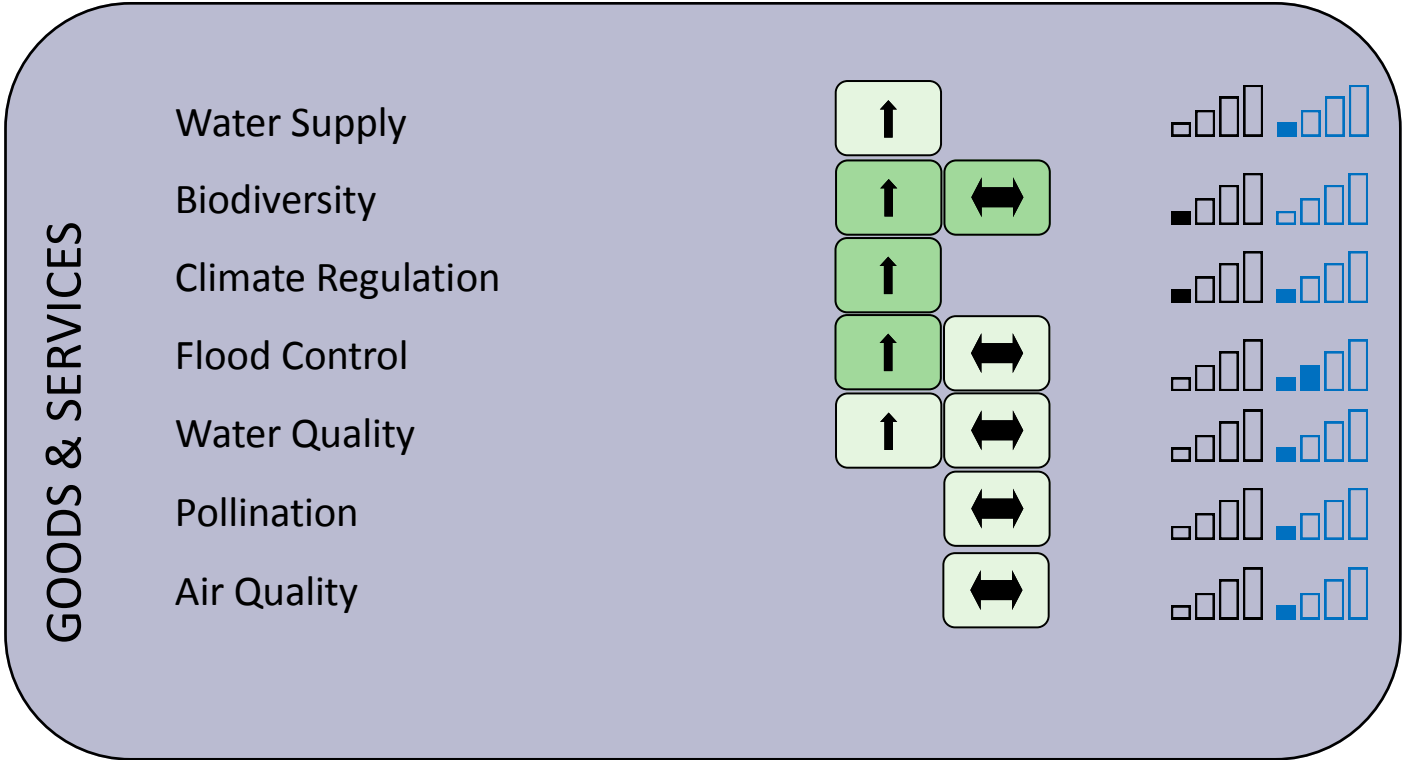 GOODS & SERVICES
Water Supply
Biodiversity
Climate Regulation
Flood Control
Water Quality
Pollination
Air Quality